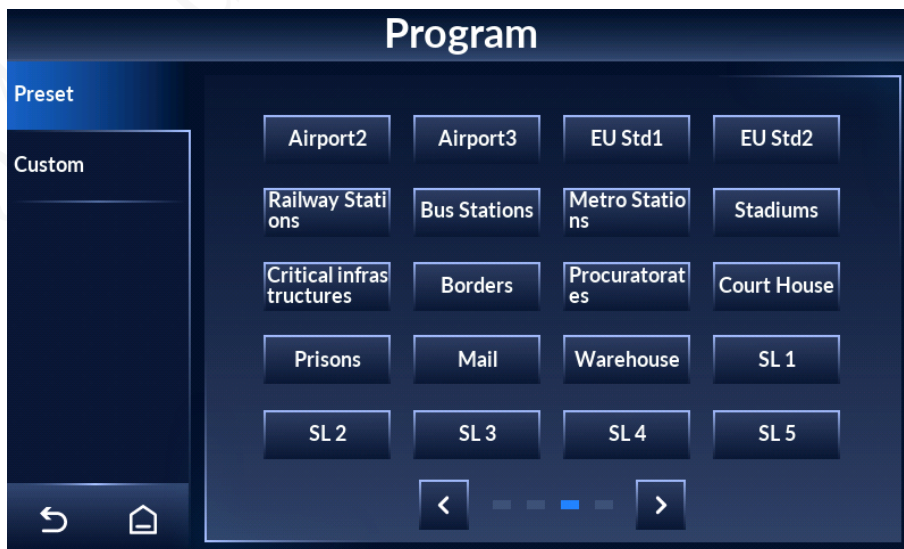 Program
Preset
Custom
Airport2
Airport3
EU Std1
EU Std2
Railway Stati
ons
Bus Stations
Metro Statio
ns
Stadiums
Critical infras
tructures
Borders
Procuratorat
es
Court House
Prisons
Mail
Warehouse
SL 1
SL 2
SL 3
SL 4
SL 5